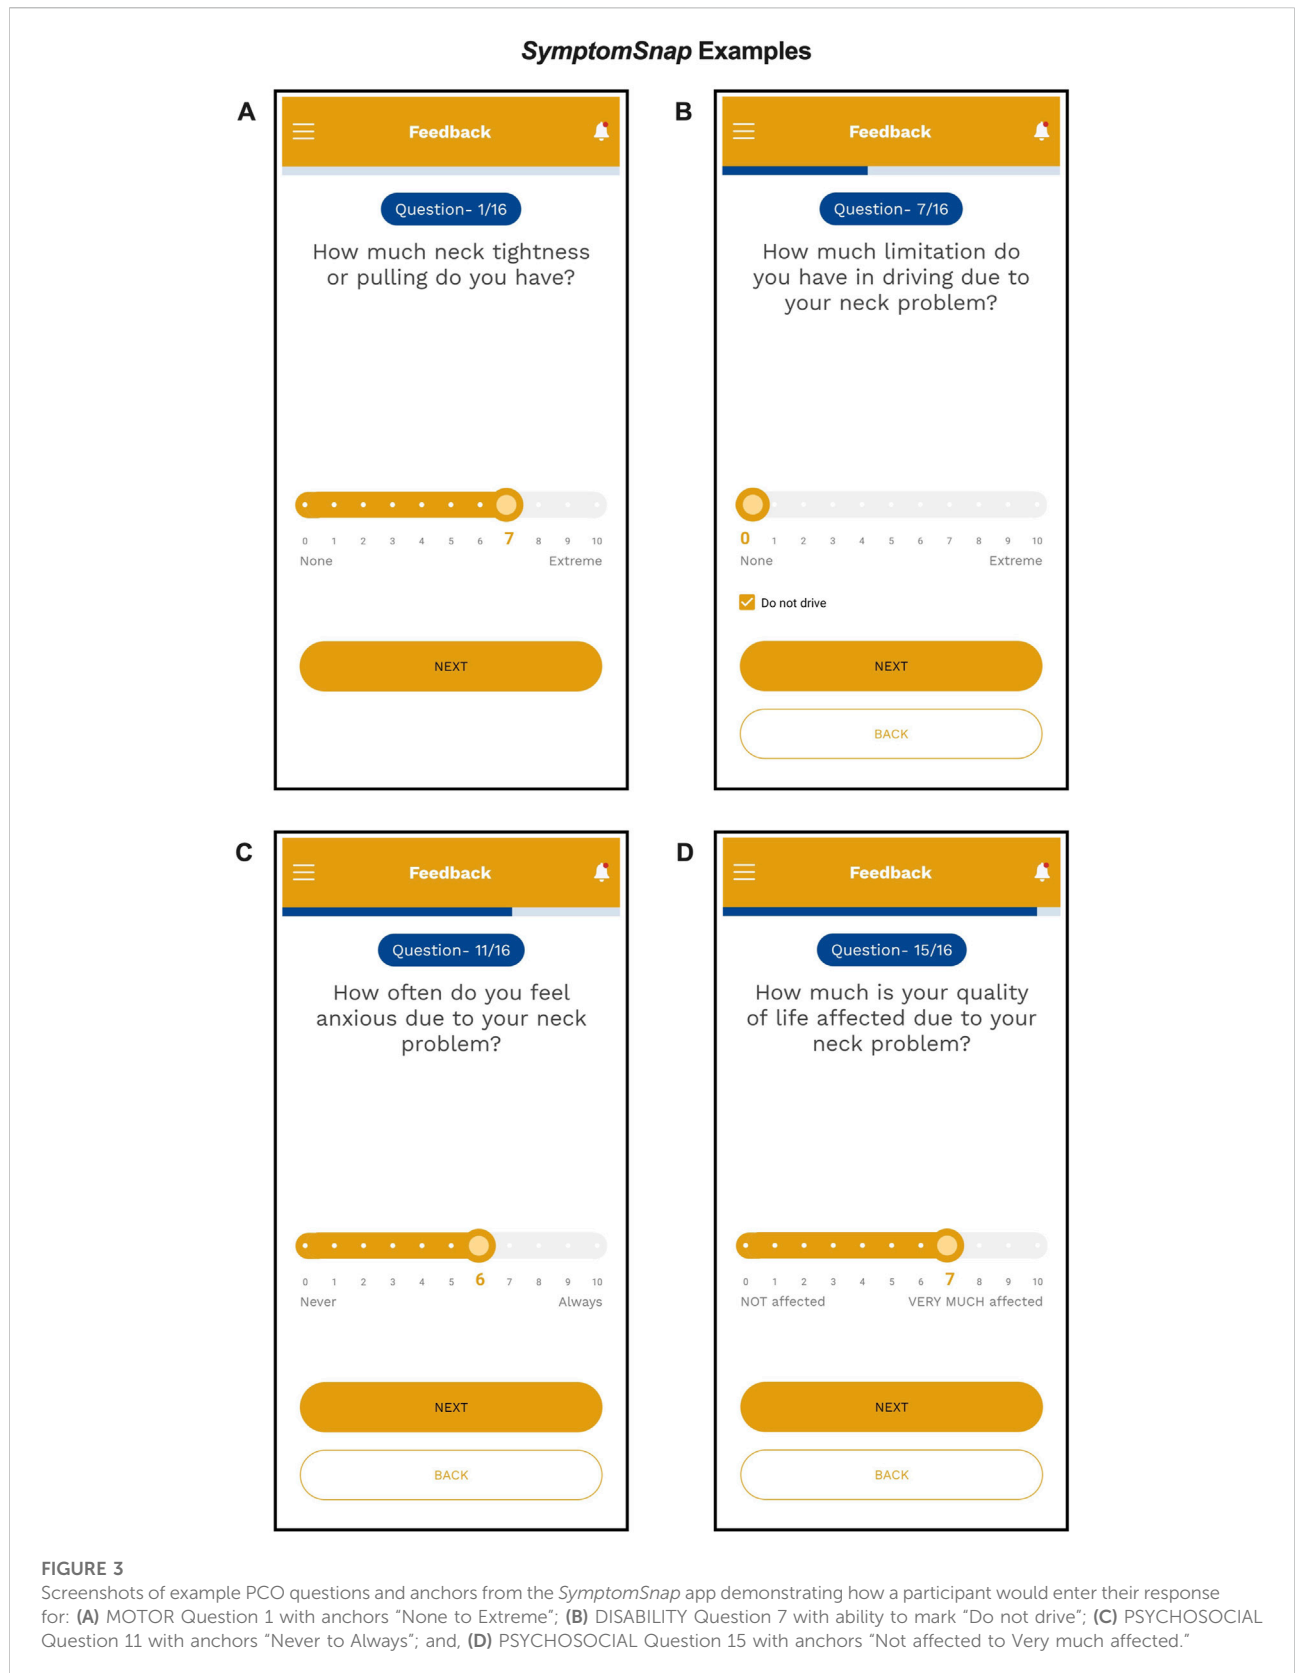 SymptomSnap Examples
A
Feedback
Question- 1/16
How much neck tightness
or pulling do you have?
0 1 2 3 4 5 6 7 8 9 10
None Extreme
NEXT
B
Feedback
Question- 7/16
How much limitation do
you have in driving due to
your neck problem?
0 1 2 3 4 5 6 7 8 9 10
None Extreme
Do not drive
NEXT
BACK
C
Feedback
Question- 11/16
How often do you feel
anxious due to your neck
problem?
0 1 2 3 4 5 6 7 8 9 10
Never Always
NEXT
BACK
D
Feedback
Question- 15/16
How much is your quality
of life affected due to your
neck problem?
0 1 2 3 4 5 6 7 8 9 10
NOT affected VERY MUCH affected
NEXT
BACK
FIGURE 3
Screenshots of example PCO questions and anchors from the SymptomSnap app demonstrating how a participant would enter their response
for: (A) MOTOR Question 1 with anchors “None to Extreme”; (B) DISABILITY Question 7 with ability to mark “Do not drive”; (C) PSYCHOSOCIAL
Question 11 with anchors “Never to Always”; and, (D) PSYCHOSOCIAL Question 15 with anchors “Not affected to Very much affected.”